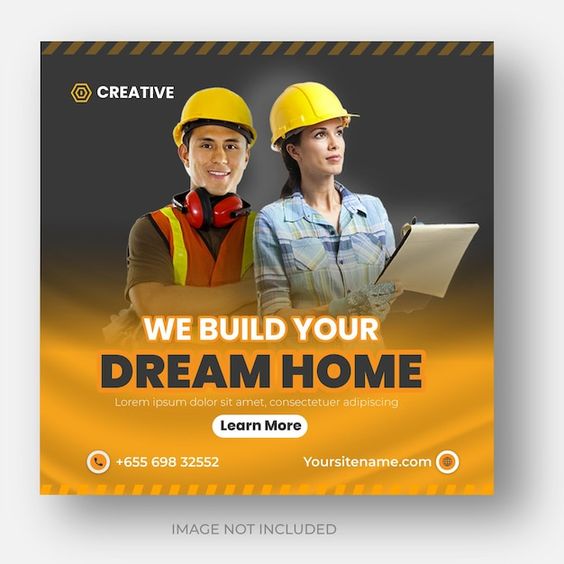 CREATIVE
WE BUILD YOUR
DREAM HOME
Lorem ipsum dolor sit amet, consectetuer adipiscing
Learn More
+655 698 32552
Yoursitename.com
IMAGE NOT INCLUDED